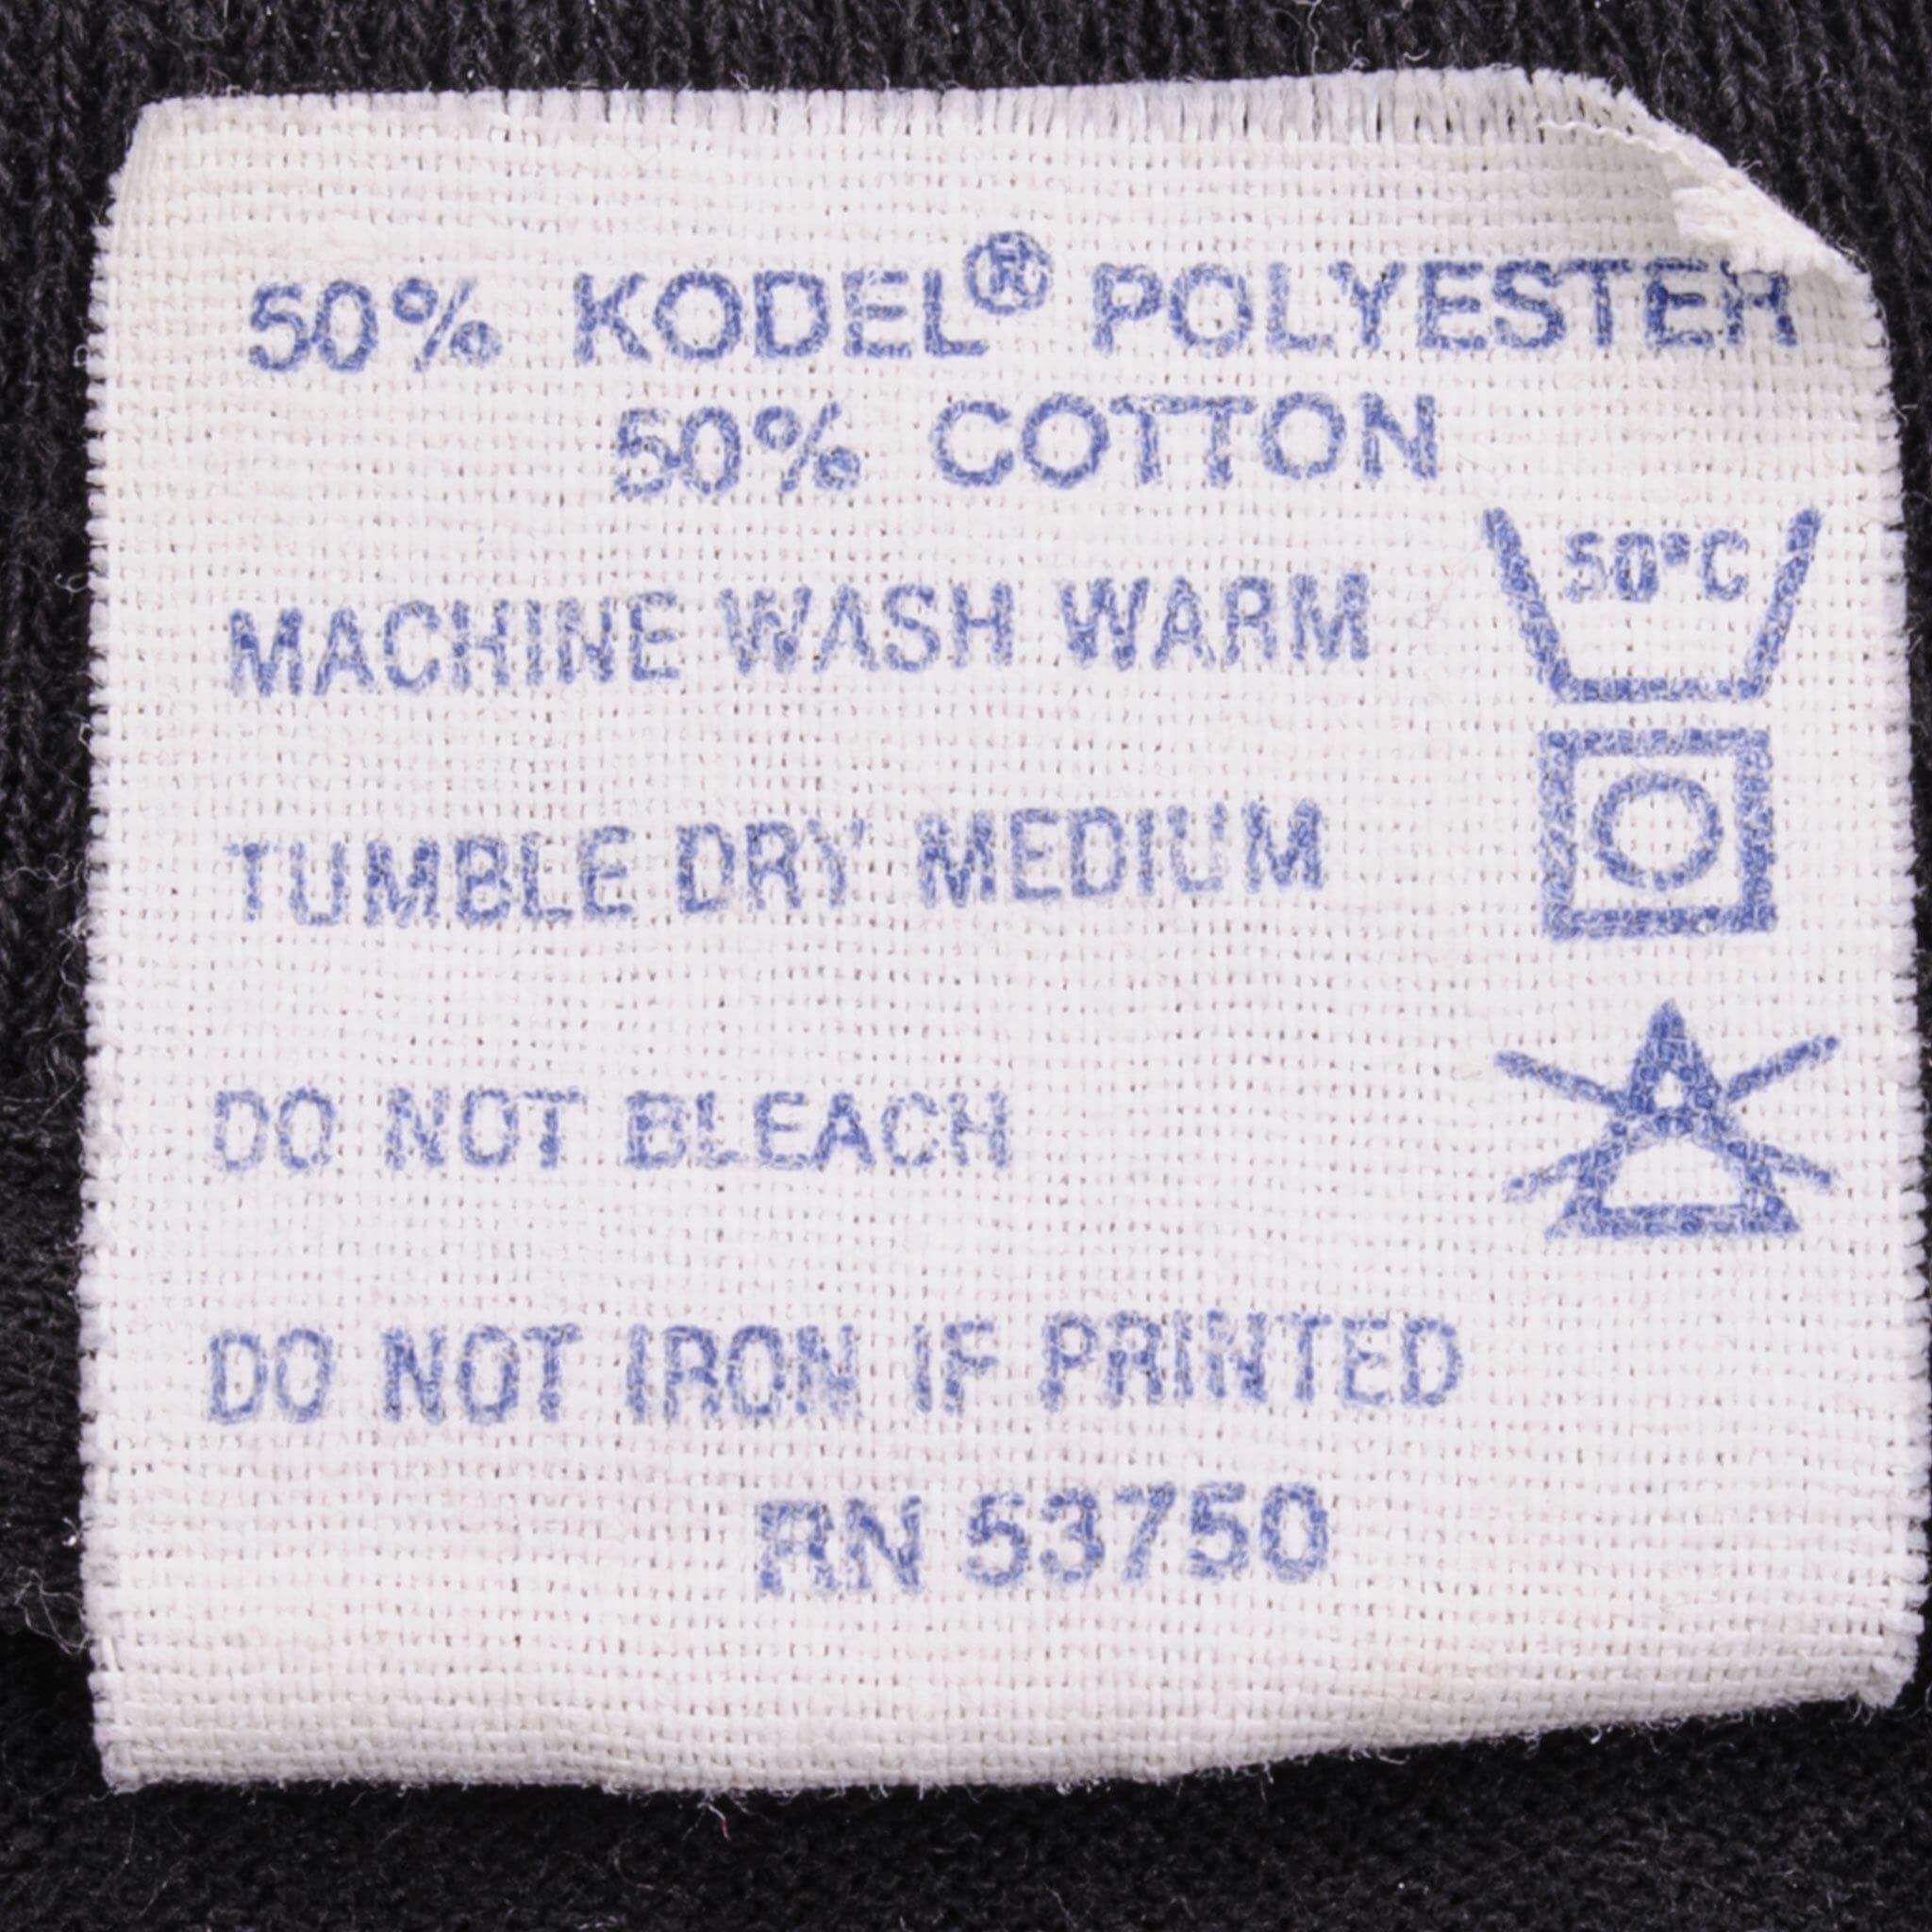 50% KODEL® POLYESTER
50% COTTON
50°C
MACHINE WASH WARM
TUMBLE DRY MEDIUM
DO NOT BLEACH
DO NOT IRON IF PRINTED
RN 53750